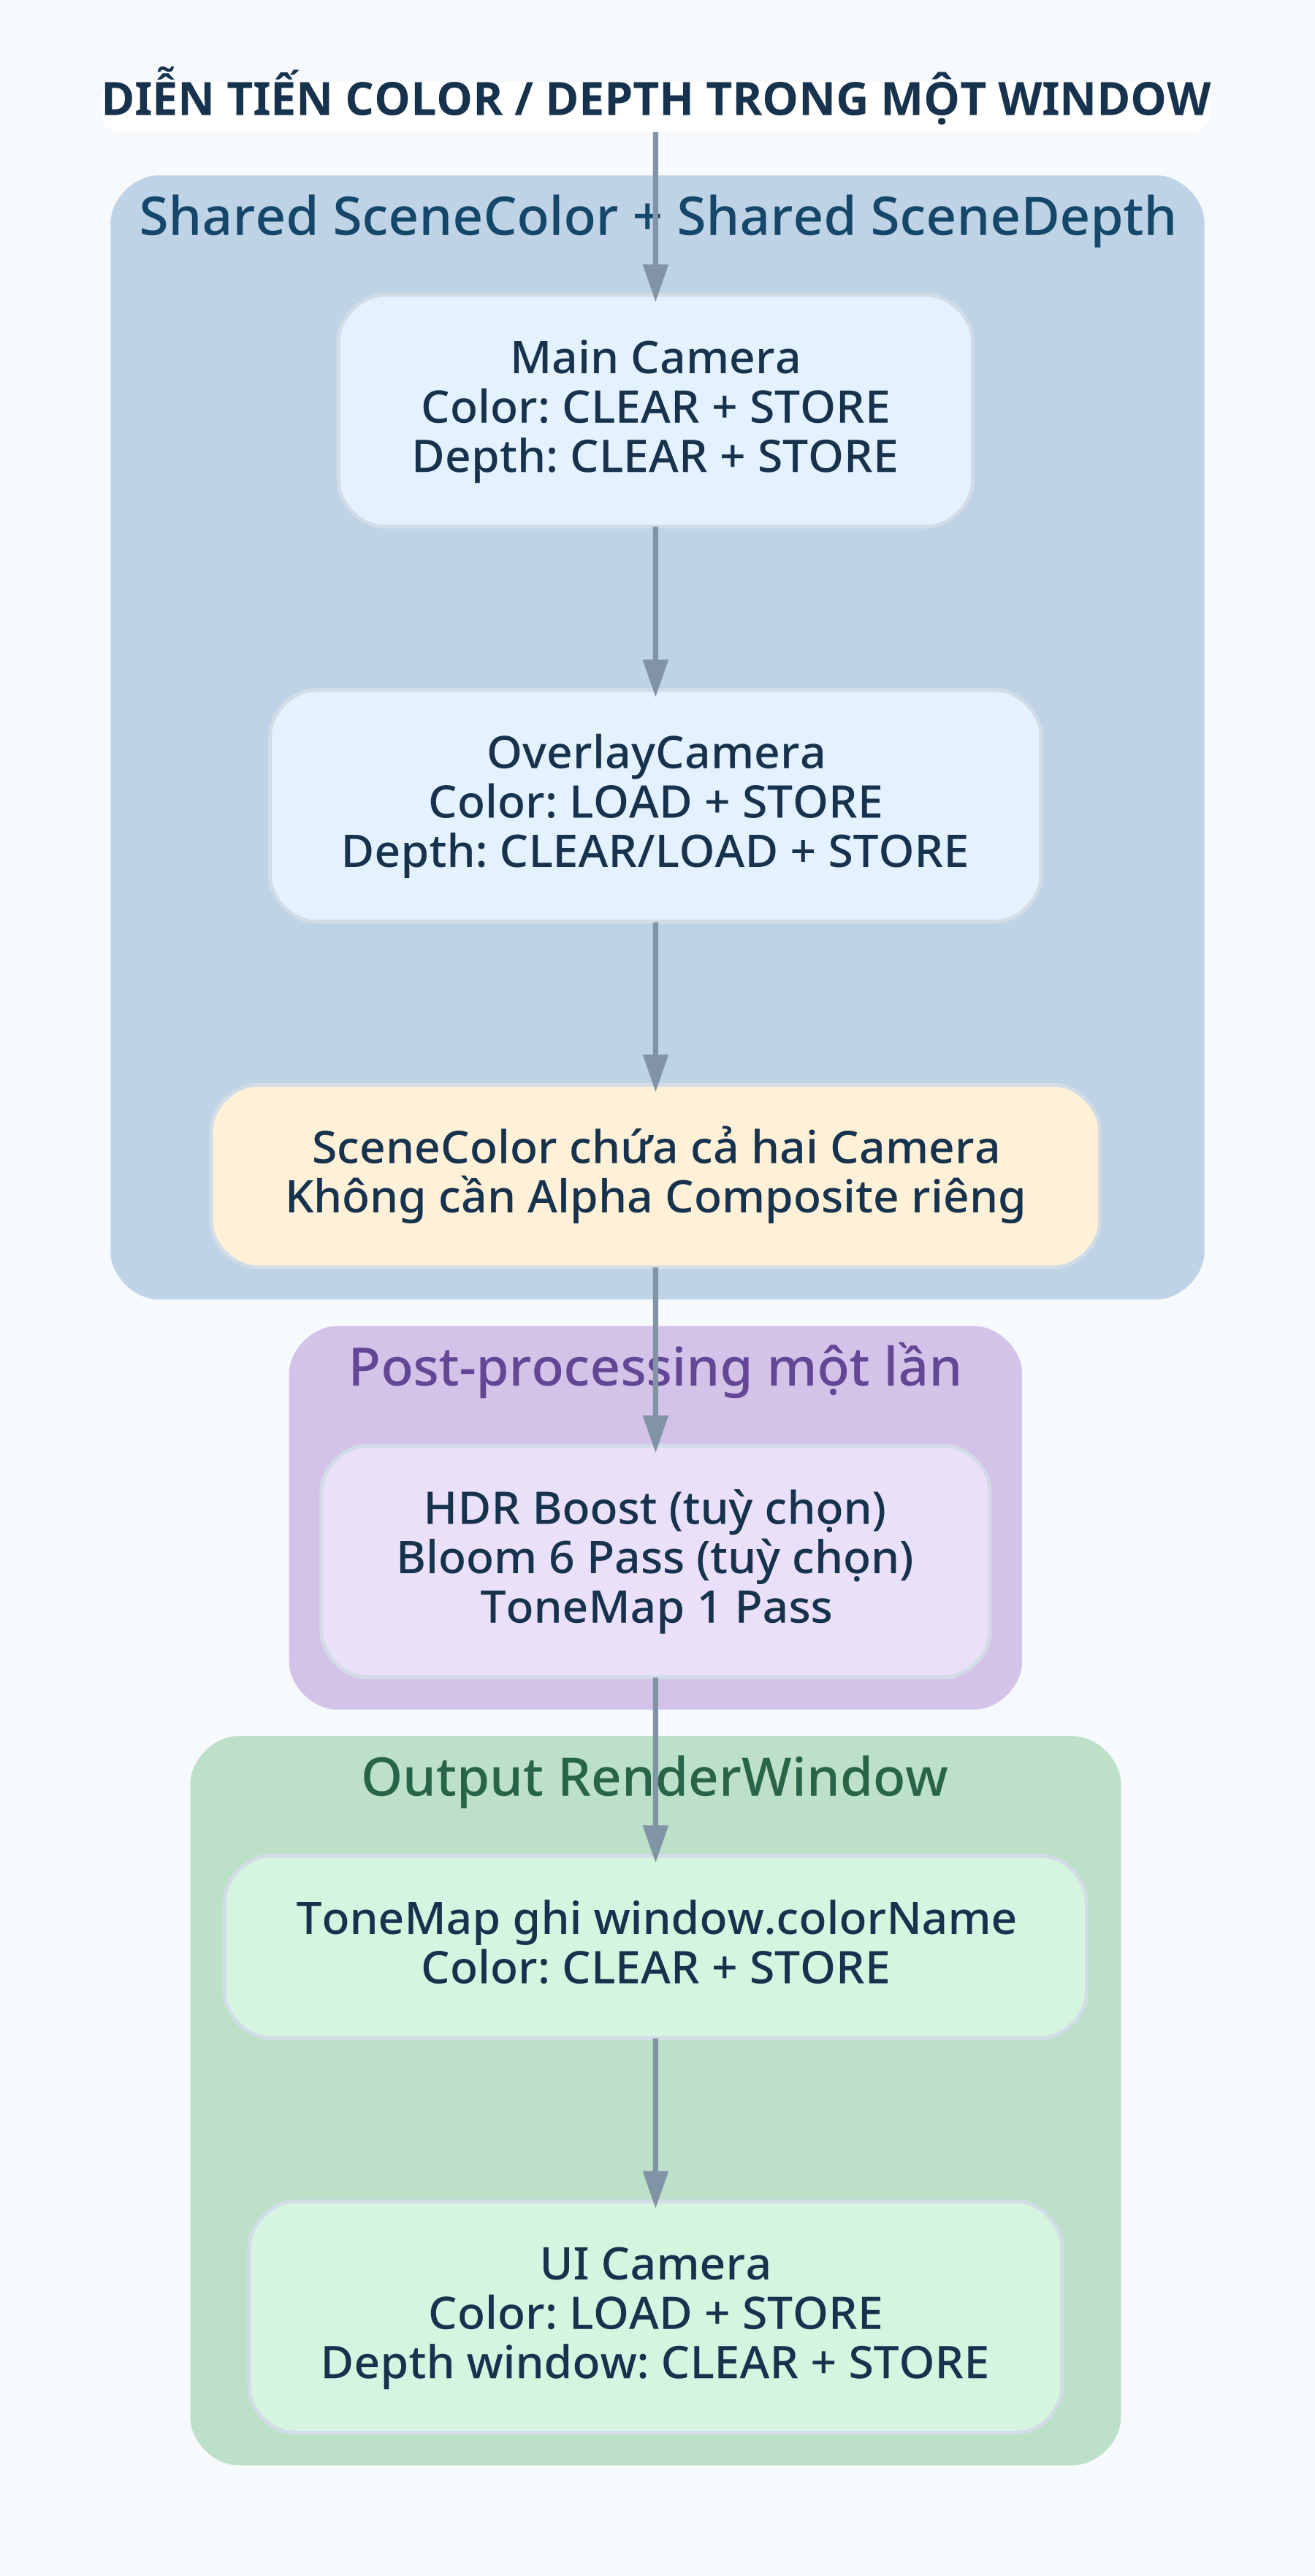 DIỄN TIẾN COLOR / DEPTH TRONG MỘT WINDOW
Shared SceneColor + Shared SceneDepth
Main Camera
Color: CLEAR + STORE
Depth: CLEAR + STORE
OverlayCamera
Color: LOAD + STORE
Depth: CLEAR/LOAD + STORE
SceneColor chứa cả hai Camera
Không cần Alpha Composite riêng
Post-processing một lần
HDR Boost (tuỳ chọn)
Bloom 6 Pass (tuỳ chọn)
ToneMap 1 Pass
Output RenderWindow
ToneMap ghi window.colorName
Color: CLEAR + STORE
UI Camera
Color: LOAD + STORE
Depth window: CLEAR + STORE